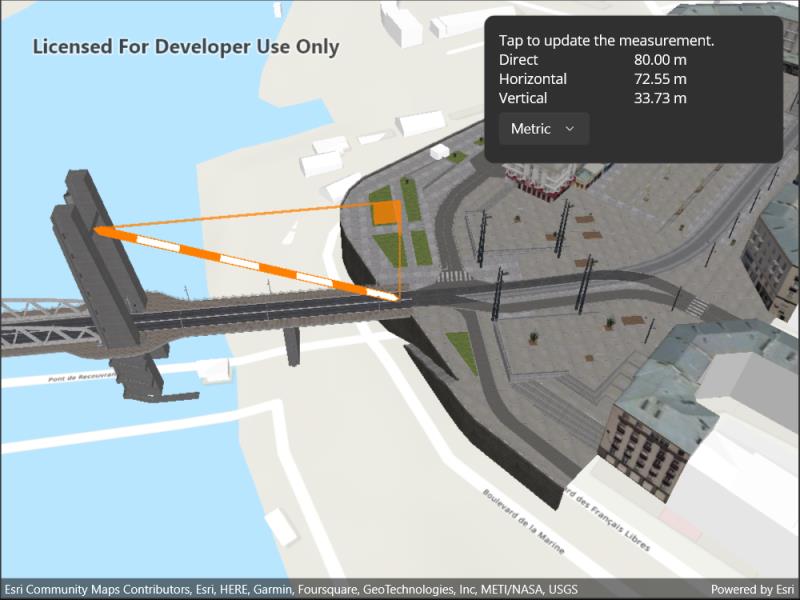 Licensed For Developer Use Only
Tap to update the measurement.
Direct 80.00 m
Horizontal 72.55 m
Vertical 33.73 m
Metric
Pont de Recouvran
Boulevard de la Marine
ord des Français Libres
Esri Community Maps Contributors, Esri, HERE, Garmin, Foursquare, GeoTechnologies, Inc, METI/NASA, USGS
Powered by Esri